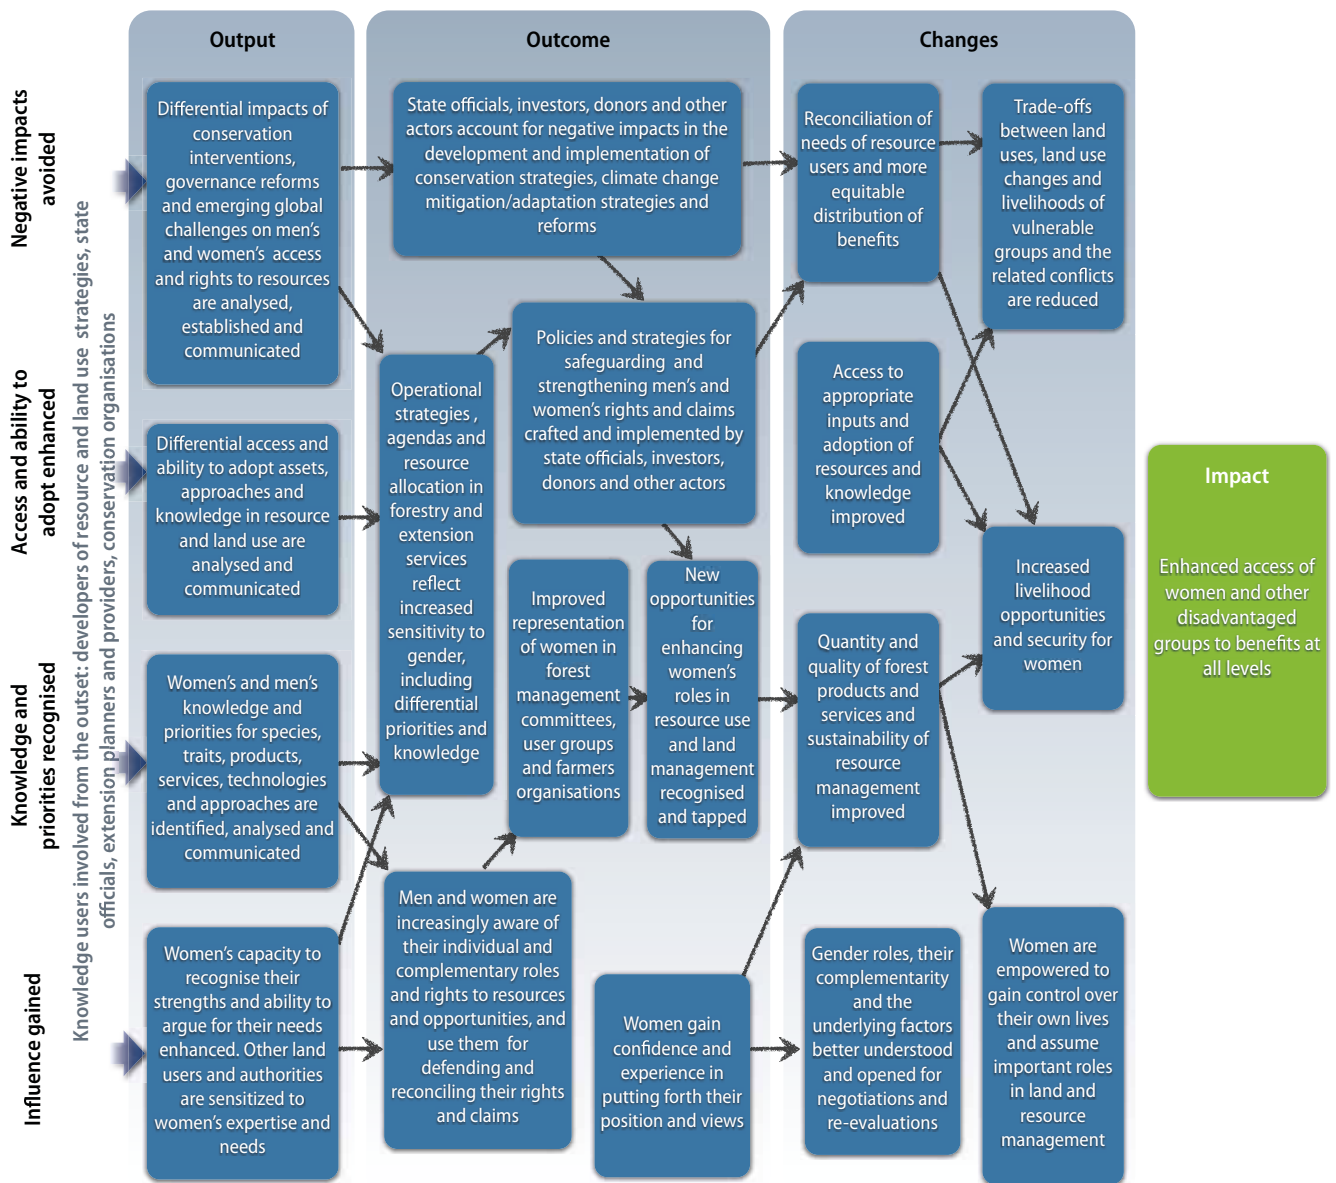 Output
Outcome
Changes
Negative impacts
avoided
Access and ability to
adopt enhanced
Knowledge and
priorities recognised
Influence gained
Knowledge users involved from the outset: developers of resource and land use strategies, state
officials, extension planners and providers, conservation organisations
Differential impacts of
conservation
interventions,
governance reforms
and emerging global
challenges on men's
and women's access
and rights to resources
are analysed,
established and
communicated
Differential access and
ability to adopt assets,
approaches and
knowledge in resource
and land use are
analysed and
communicated
Women's and men's
knowledge and
priorities for species,
traits, products,
services, technologies
and approaches are
identified, analysed and
communicated
Women's capacity to
recognise their
strengths and ability to
argue for their needs
enhanced. Other land
users and authorities
are sensitized to
women's expertise and
needs
State officials, investors, donors and other
actors account for negative impacts in the
development and implementation of
conservation strategies, climate change
mitigation/adaptation strategies and
reforms
Operational
strategies ,
agendas and
resource
allocation in
forestry and
extension
services
reflect
increased
sensitivity to
gender,
including
differential
priorities and
knowledge
Policies and strategies for
safeguarding and
strengthening men's and
women's rights and claims
crafted and implemented by
state officials, investors,
donors and other actors
Improved
representation
of women in
forest
management
committees,
user groups
and farmers
organisations
New
opportunities
for
enhancing
women's
roles in
resource use
and land
management
recognised
and tapped
Men and women are
increasingly aware of
their individual and
complementary roles
and rights to resources
and opportunities, and
use them for
defending and
reconciling their rights
and claims
Women gain
confidence and
experience in
putting forth their
position and views
Reconciliation of
needs of resource
users and more
equitable
distribution of
benefits
Access to
appropriate
inputs and
adoption of
resources and
knowledge
improved
Quantity and
quality of forest
products and
services and
sustainability of
resource
management
improved
Gender roles, their
complementarity
and the
underlying factors
better understood
and opened for
negotiations and
re-evaluations
Trade-offs
between land
uses, land use
changes and
livelihoods of
vulnerable
groups and the
related conflicts
are reduced
Increased
livelihood
opportunities
and security for
women
Women are
empowered to
gain control over
their own lives
and assume
important roles
in land and
resource
management
Impact
Enhanced access of
women and other
disadvantaged
groups to benefits at
all levels